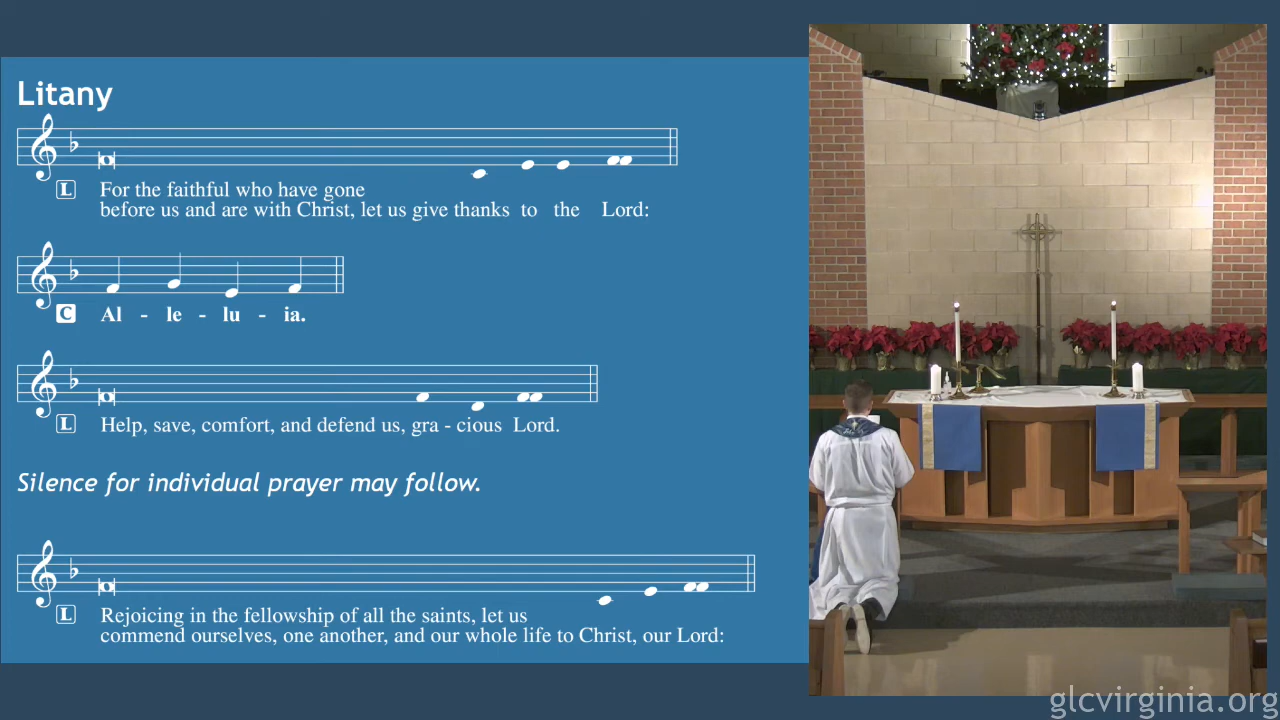 Litany
L For the faithful who have gone
before us and are with Christ, let us give thanks to the Lord:
C Al - le - lu - ia.
L Help, save, comfort, and defend us, gra - cious Lord.
Silence for individual prayer may follow.
L Rejoicing in the fellowship of all the saints, let us
commend ourselves, one another, and our whole life to Christ, our Lord:
glcvirginia.org